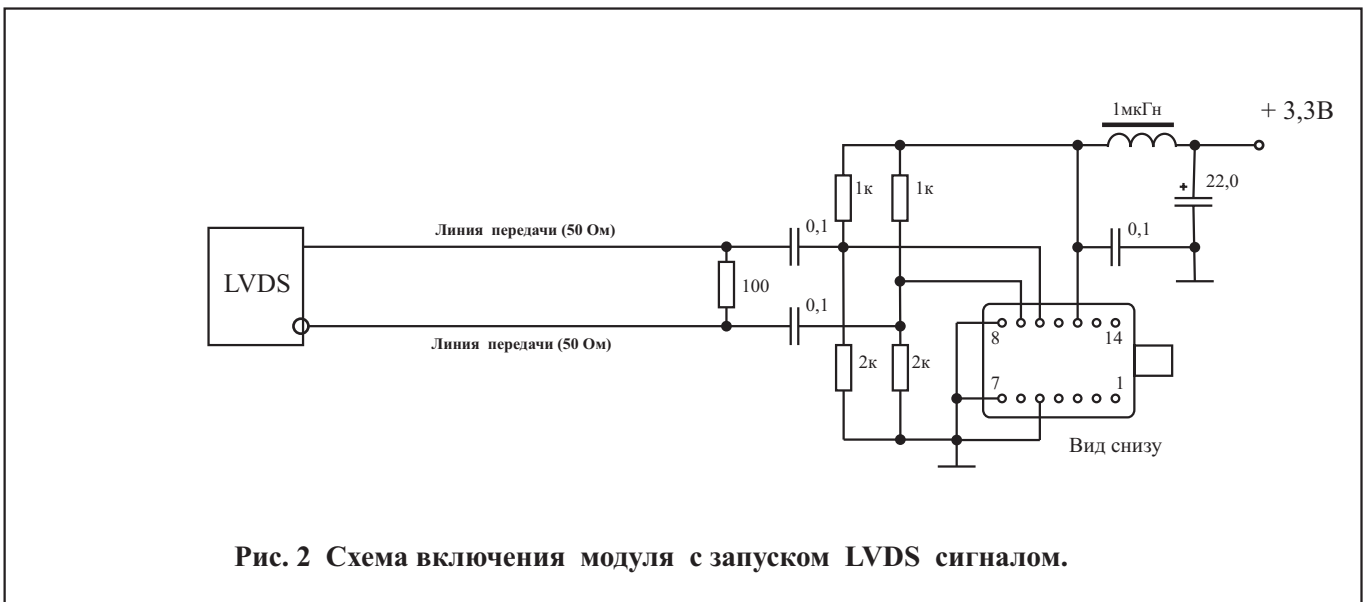 1мкГн
+ 3,3В
1к
1к
22,0
Линия передачи (50 Ом)
0,1
0,1
LVDS
100
0,1
Линия передачи (50 Ом)
8
14
2к
2к
7
1
Вид снизу
Рис. 2 Схема включения модуля с запуском LVDS сигналом.